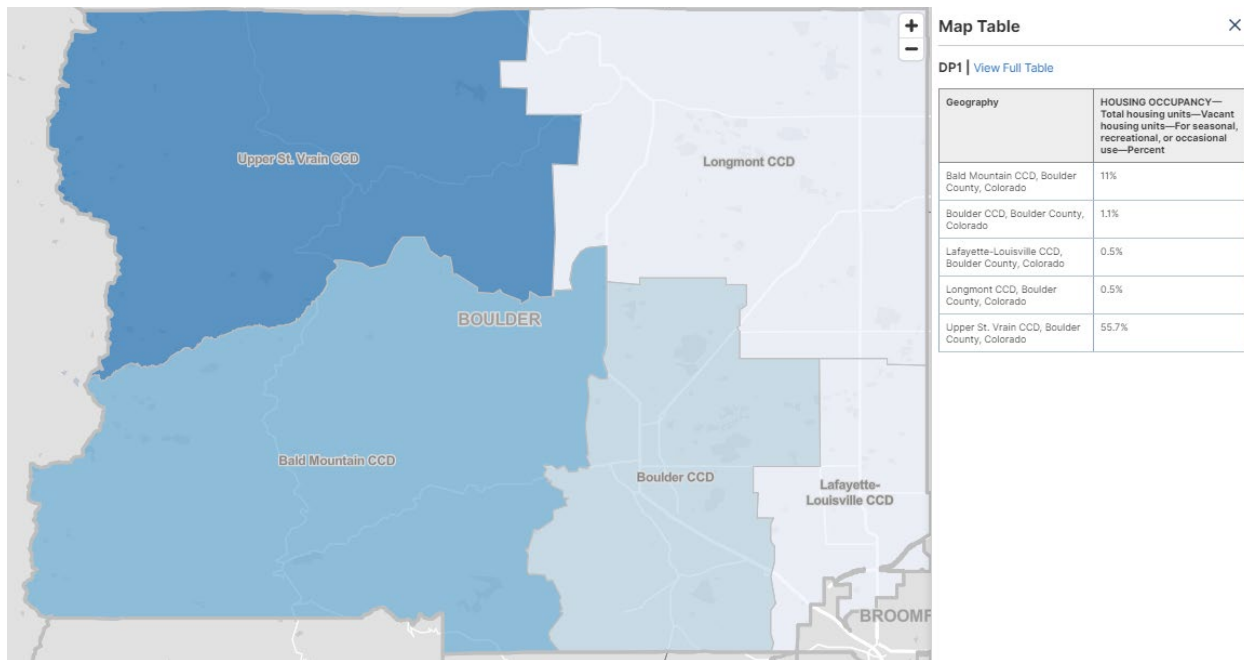 Upper St. Vrain CCD
Longmont CCD
BOULDER
Bald Mountain CCD
Boulder CCD
Lafayette-
Louisville CCD
BROOMF
+
−
Map Table
×
DP1 | View Full Table
Geography
HOUSING OCCUPANCY—
Total housing units—Vacant
housing units—For seasonal,
recreational, or occasional
use—Percent
Bald Mountain CCD, Boulder
County, Colorado
11%
Boulder CCD, Boulder County,
Colorado
1.1%
Lafayette-Louisville CCD,
Boulder County, Colorado
0.5%
Longmont CCD, Boulder
County, Colorado
0.5%
Upper St. Vrain CCD, Boulder
County, Colorado
55.7%